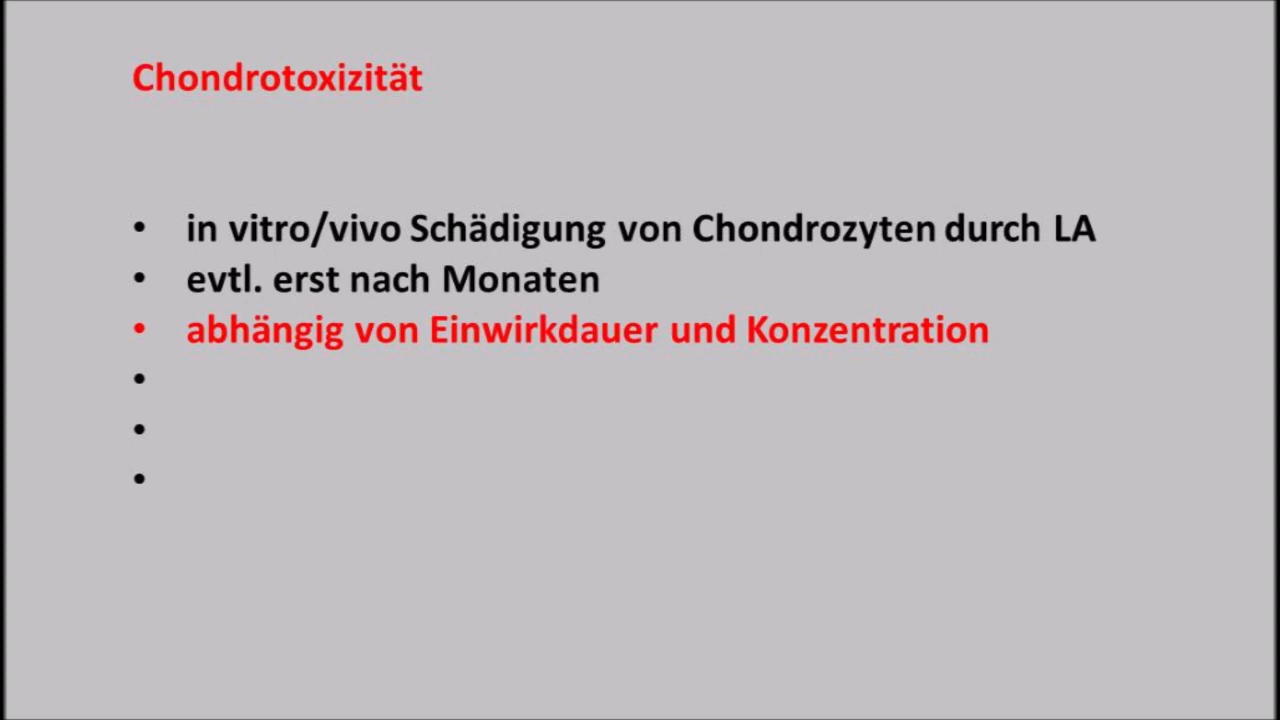 Chondrotoxizität
• in vitro/vivo Schädigung von Chondrozyten durch LA
• evtl. erst nach Monaten
• abhängig von Einwirkdauer und Konzentration
•
•
•